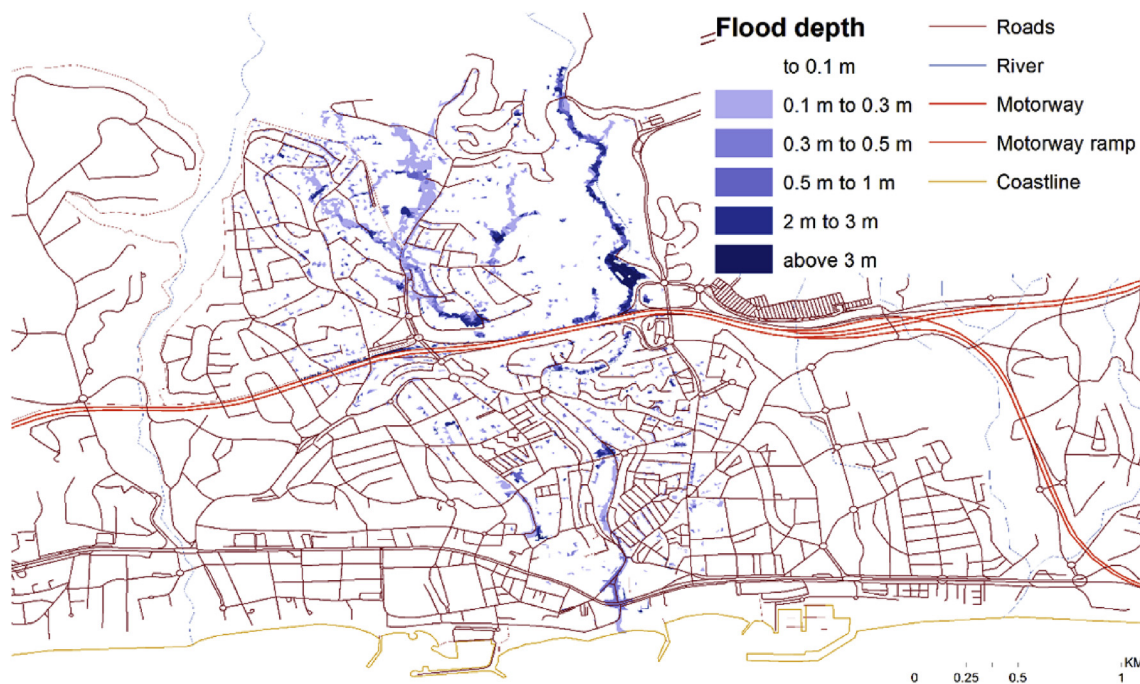 Flood depth
to 0.1 m
0.1 m to 0.3 m
0.3 m to 0.5 m
0.5 m to 1 m
2 m to 3 m
above 3 m
Roads
River
Motorway
Motorway ramp
Coastline
KM
0 0.25 0.5 1